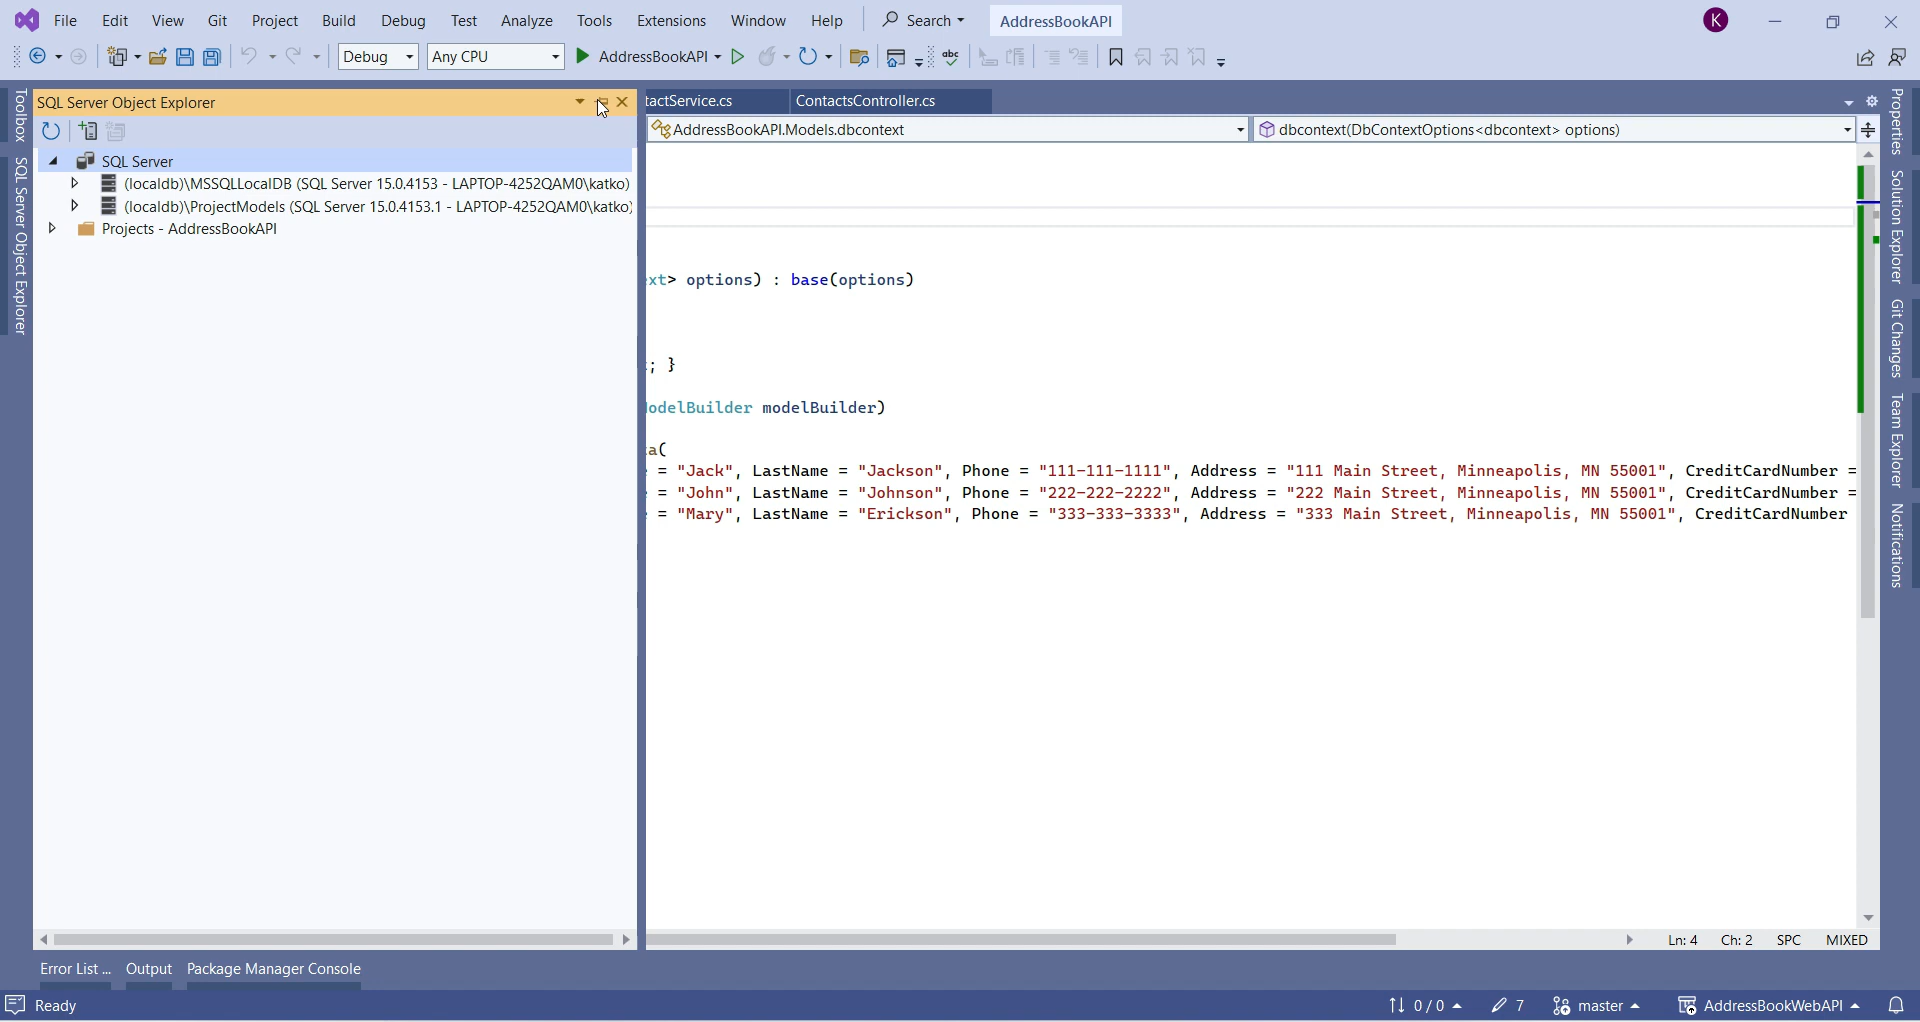 File Edit View Git Project Build Debug Test Analyze Tools Extensions Window Help Search AddressBookAPI K
Debug Any CPU AddressBookAPI abc
Toolbox
SQL Server Object Explorer
SQL Server Object Explorer
SQL Server
(localdb)\MSSQLLocalDB (SQL Server 15.0.4153 - LAPTOP-4252QAM0\katko)
(localdb)\ProjectModels (SQL Server 15.0.4153.1 - LAPTOP-4252QAM0\katko)
Projects - AddressBookAPI
tactService.cs ContactsController.cs
AddressBookAPI.Models.dbcontext dbcontext(DbContextOptions<dbcontext> options)
xt> options) : base(options)
; }
odelBuilder modelBuilder)
a(
= "Jack", LastName = "Jackson", Phone = "111-111-1111", Address = "111 Main Street, Minneapolis, MN 55001", CreditCardNumber =
= "John", LastName = "Johnson", Phone = "222-222-2222", Address = "222 Main Street, Minneapolis, MN 55001", CreditCardNumber =
= "Mary", LastName = "Erickson", Phone = "333-333-3333", Address = "333 Main Street, Minneapolis, MN 55001", CreditCardNumber
Properties
Solution Explorer
Git Changes
Team Explorer
Notifications
Ln: 4 Ch: 2 SPC MIXED
Error List ... Output Package Manager Console
Ready 0 / 0 7 master AddressBookWebAPI